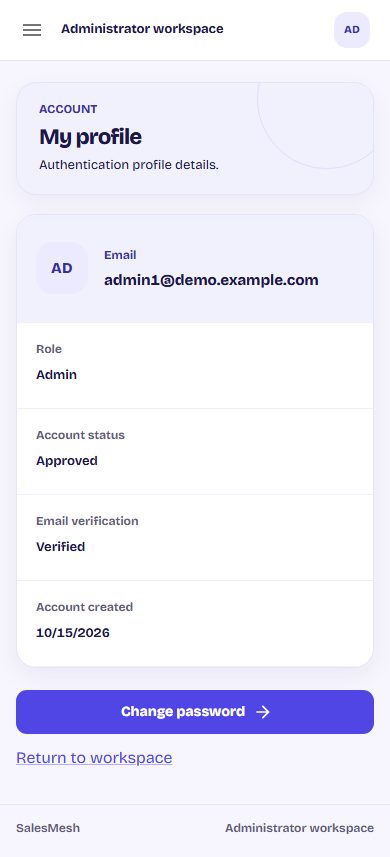 Administrator workspace
AD
ACCOUNT
My profile
Authentication profile details.
AD
Email
admin1@demo.example.com
Role
Admin
Account status
Approved
Email verification
Verified
Account created
10/15/2026
Change password
Return to workspace
SalesMesh
Administrator workspace